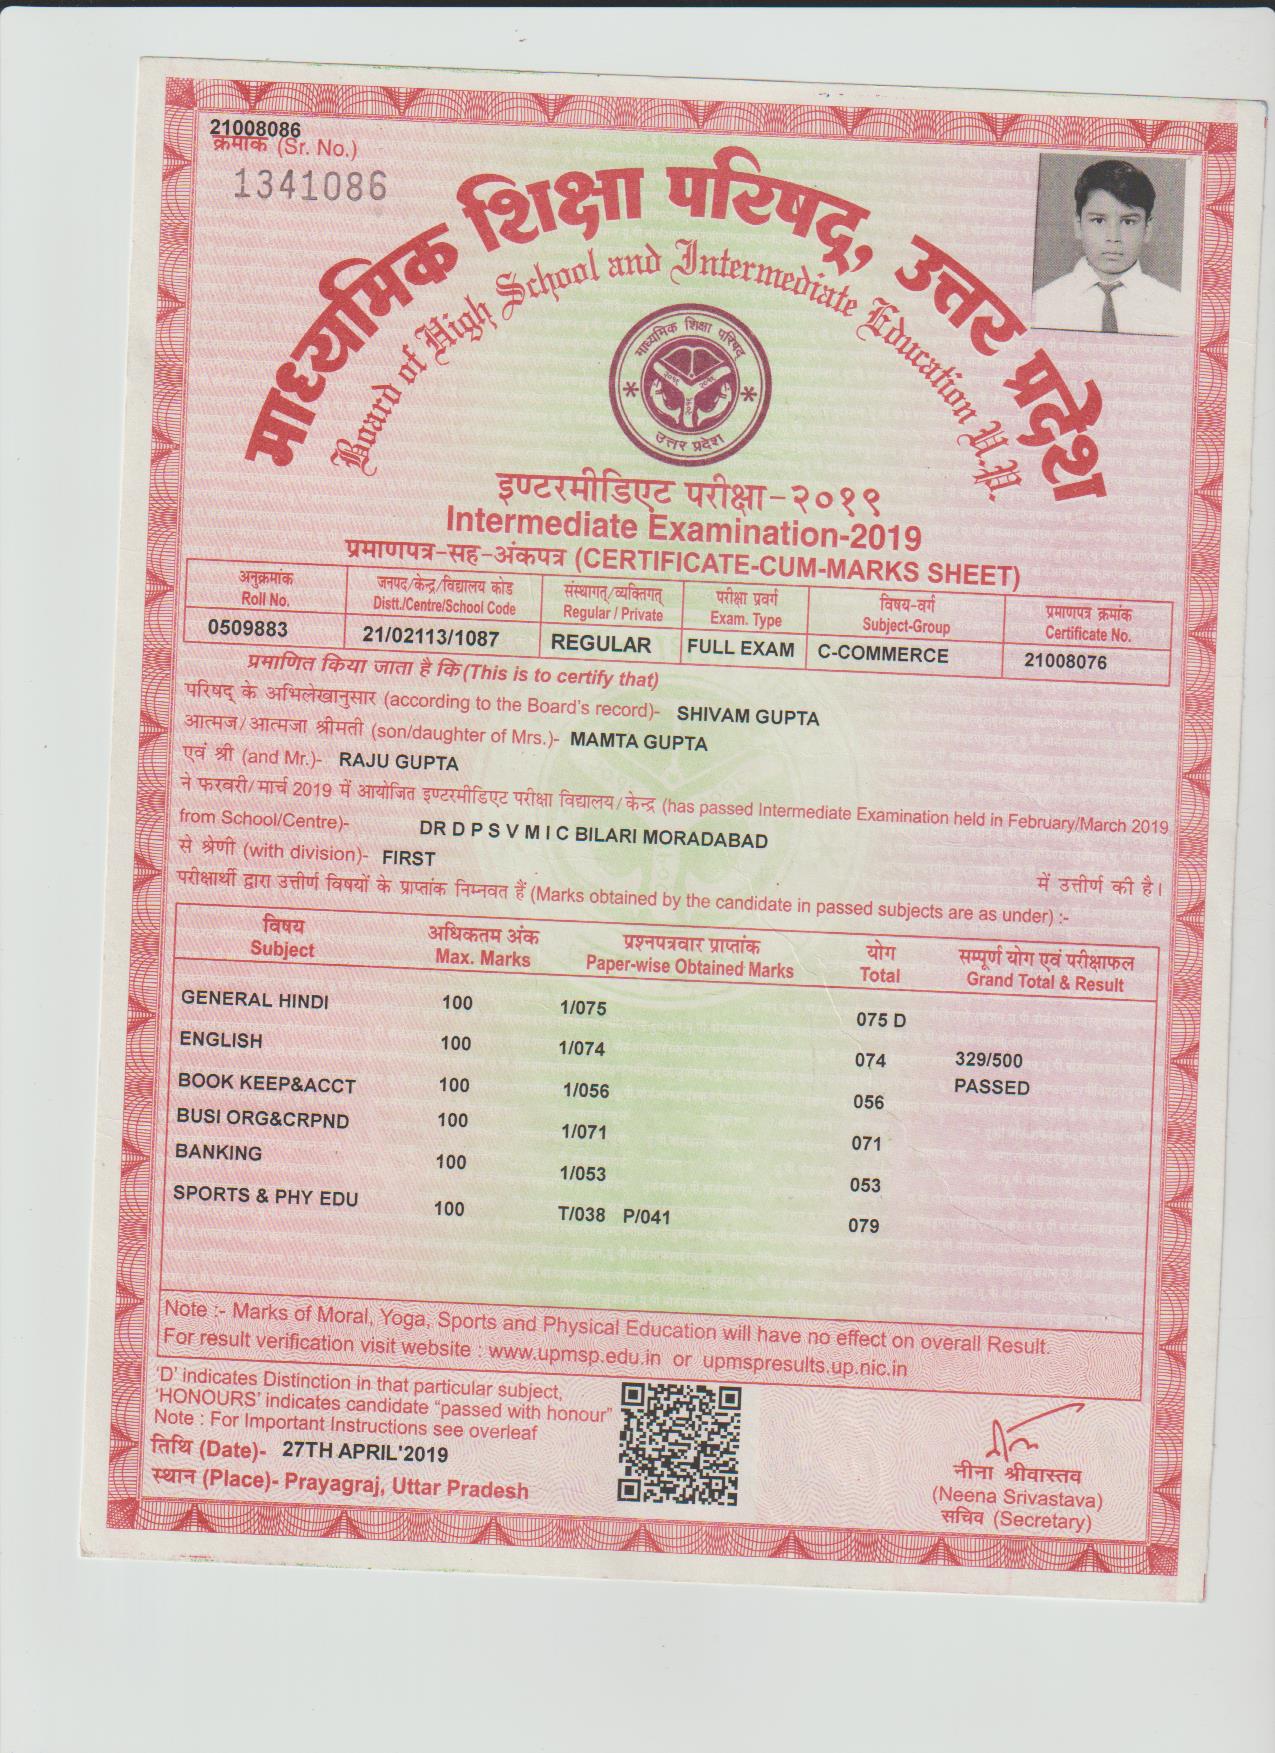 21008086
क्रमांक (Sr. No.)
1341086
माध्यमिक शिक्षा परिषद्, उत्तर प्रदेश
Board of High School and Intermediate Education U.P.
माध्यमिक शिक्षा परिषद्
उत्तर प्रदेश
इण्टरमीडिएट परीक्षा-२०१९
Intermediate Examination-2019
प्रमाणपत्र-सह-अंकपत्र (CERTIFICATE-CUM-MARKS SHEET)
अनुक्रमांक जनपद/केन्द्र/विद्यालय कोड संस्थागत्/व्यक्तिगत् परीक्षा प्रवर्ग विषय-वर्ग प्रमाणपत्र क्रमांक
Roll No. Distt./Centre/School Code Regular / Private Exam. Type Subject-Group Certificate No.
0509883 21/02113/1087 REGULAR FULL EXAM C-COMMERCE 21008076
प्रमाणित किया जाता है कि (This is to certify that)
परिषद् के अभिलेखानुसार (according to the Board's record)- SHIVAM GUPTA
आत्मज/आत्मजा श्रीमती (son/daughter of Mrs.)- MAMTA GUPTA
एवं श्री (and Mr.)- RAJU GUPTA
ने फरवरी/मार्च 2019 में आयोजित इण्टरमीडिएट परीक्षा विद्यालय/केन्द्र (has passed Intermediate Examination held in February/March 2019
from School/Centre)- DR D P S V M I C BILARI MORADABAD
से श्रेणी (with division)- FIRST में उत्तीर्ण की है।
परीक्षार्थी द्वारा उत्तीर्ण विषयों के प्राप्तांक निम्नवत हैं (Marks obtained by the candidate in passed subjects are as under) :-
विषय अधिकतम अंक प्रश्नपत्रवार प्राप्तांक योग सम्पूर्ण योग एवं परीक्षाफल
Subject Max. Marks Paper-wise Obtained Marks Total Grand Total & Result
GENERAL HINDI 100 1/075 075 D
ENGLISH 100 1/074 074 329/500
BOOK KEEP&ACCT 100 1/056 056 PASSED
BUSI ORG&CRPND 100 1/071 071
BANKING 100 1/053 053
SPORTS & PHY EDU 100 T/038 P/041 079
Note :- Marks of Moral, Yoga, Sports and Physical Education will have no effect on overall Result.
For result verification visit website : www.upmsp.edu.in or upmspresults.up.nic.in
'D' indicates Distinction in that particular subject,
'HONOURS' indicates candidate "passed with honour"
Note : For Important Instructions see overleaf
तिथि (Date)- 27TH APRIL'2019
स्थान (Place)- Prayagraj, Uttar Pradesh
नीना श्रीवास्तव
(Neena Srivastava)
सचिव (Secretary)